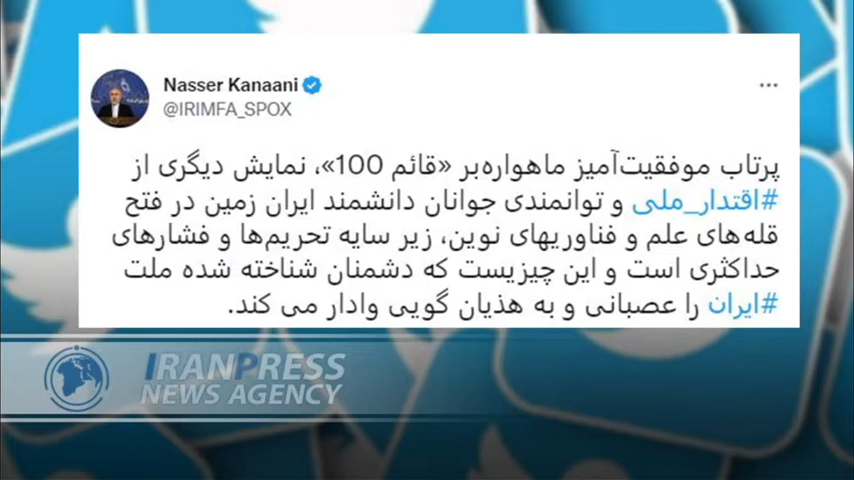 Nasser Kanaani
@IRIMFA_SPOX
پرتاب موفقیت‌آمیز ماهواره‌بر «قائم 100»، نمایش دیگری از
#اقتدار_ملی و توانمندی جوانان دانشمند ایران زمین در فتح
قله‌های علم و فناوریهای نوین، زیر سایه تحریم‌ها و فشارهای
حداکثری است و این چیزیست که دشمنان شناخته شده ملت
#ایران را عصبانی و به هذیان گویی وادار می کند.
IRANPRESS
NEWS AGENCY